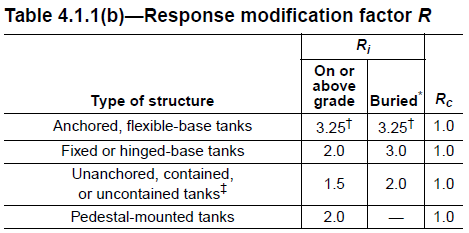 Table 4.1.1(b)—Response modification factor R
Ri
On or
above
grade Buried* Rc
Type of structure
Anchored, flexible-base tanks 3.25† 3.25† 1.0
Fixed or hinged-base tanks 2.0 3.0 1.0
Unanchored, contained,
or uncontained tanks‡ 1.5 2.0 1.0
Pedestal-mounted tanks 2.0 — 1.0